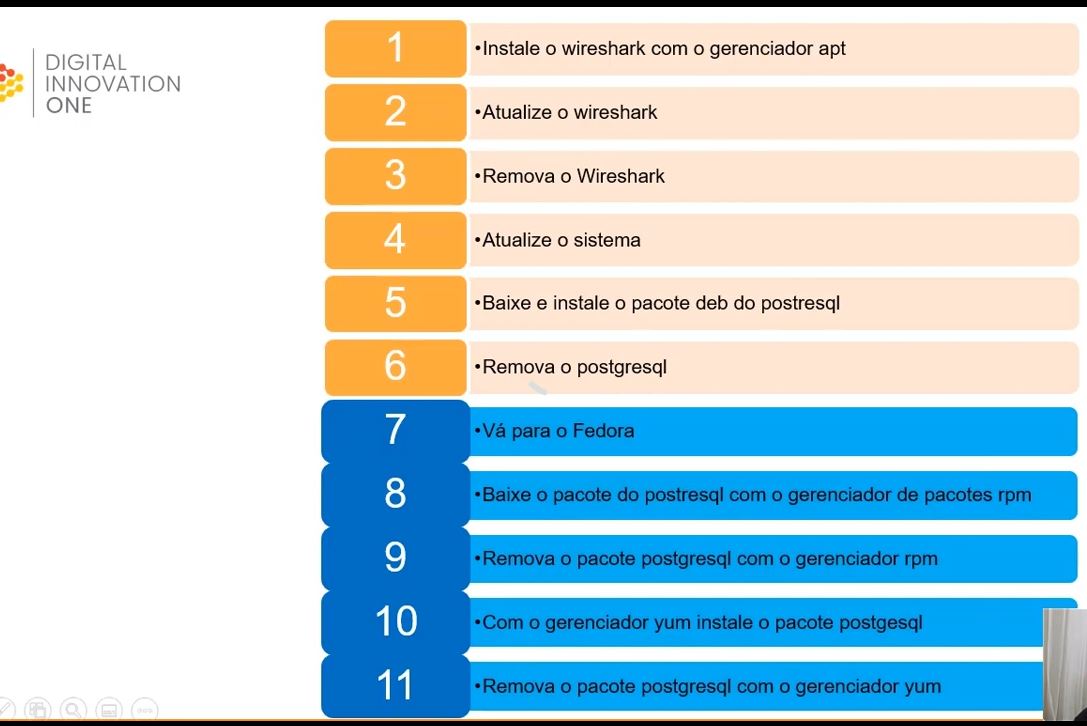 DIGITAL
INNOVATION
ONE
1
•Instale o wireshark com o gerenciador apt
2
•Atualize o wireshark
3
•Remova o Wireshark
4
•Atualize o sistema
5
•Baixe e instale o pacote deb do postresql
6
•Remova o postgresql
7
•Vá para o Fedora
8
•Baixe o pacote do postresql com o gerenciador de pacotes rpm
9
•Remova o pacote postgresql com o gerenciador rpm
10
•Com o gerenciador yum instale o pacote postgesql
11
•Remova o pacote postgresql com o gerenciador yum